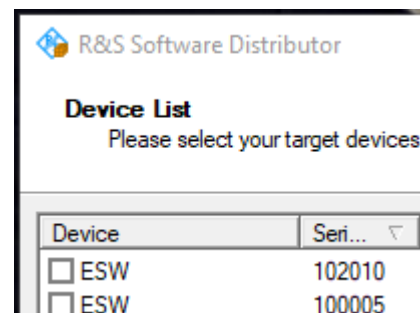 R&S Software Distributor
Device List
Please select your target devices
Device Seri...
ESW 102010
ESW 100005